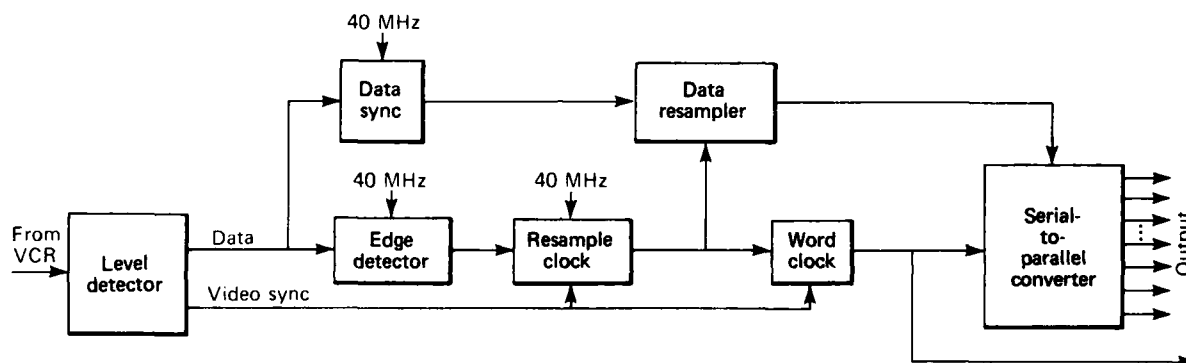 40 MHz
Data
sync
Data
resampler
40 MHz
40 MHz
From
VCR
Level
detector
Data
Edge
detector
Resample
clock
Word
clock
Serial-
to-
parallel
converter
Output
Video sync